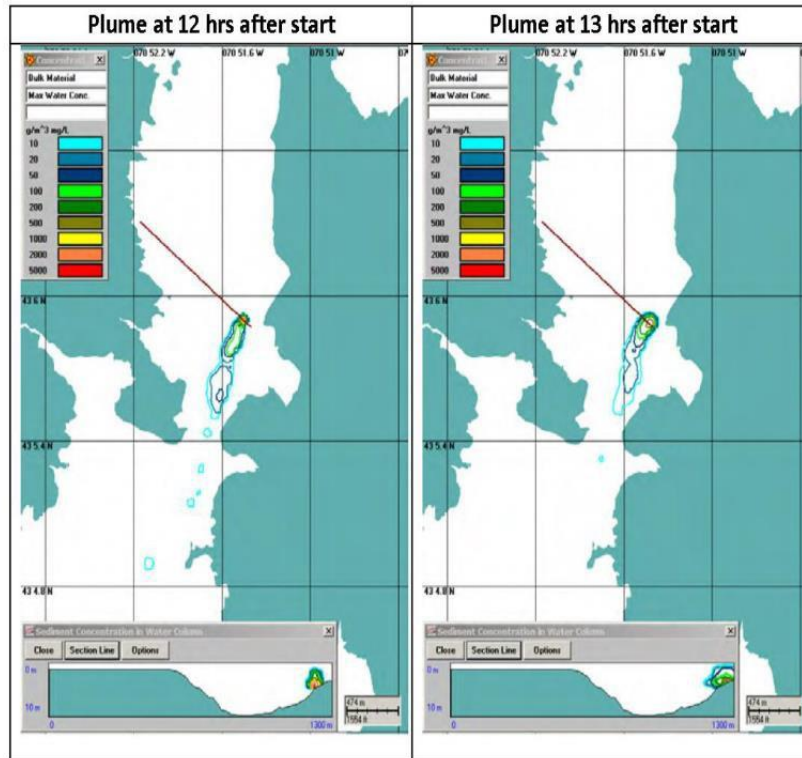 Plume at 12 hrs after start
070 52.2 W
070 51.6 W
070 51 W
Bulk Material
Max Water Conc.
g/m^3 mg/L
10
20
50
100
200
500
1000
2000
5000
43 6 N
43 5.4 N
43 4.8 N
Sediment Concentration in Water Column
Close
Section Line
Options
0 m
10 m
0
1300 m
474 m
1554 ft
Plume at 13 hrs after start
070 52.2 W
070 51.6 W
070 51 W
Bulk Material
Max Water Conc.
g/m^3 mg/L
10
20
50
100
200
500
1000
2000
5000
43 6 N
43 5.4 N
43 4.8 N
Sediment Concentration in Water Column
Close
Section Line
Options
0 m
10 m
0
1300 m
474 m
1554 ft